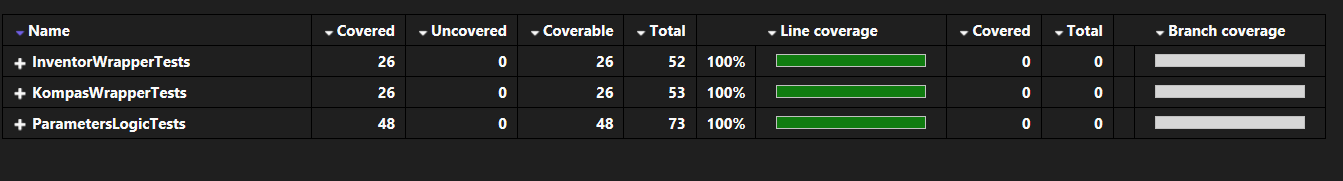 Name Covered Uncovered Coverable Total Line coverage Covered Total Branch coverage
InventorWrapperTests 26 0 26 52 100% 0 0
KompasWrapperTests 26 0 26 53 100% 0 0
ParametersLogicTests 48 0 48 73 100% 0 0